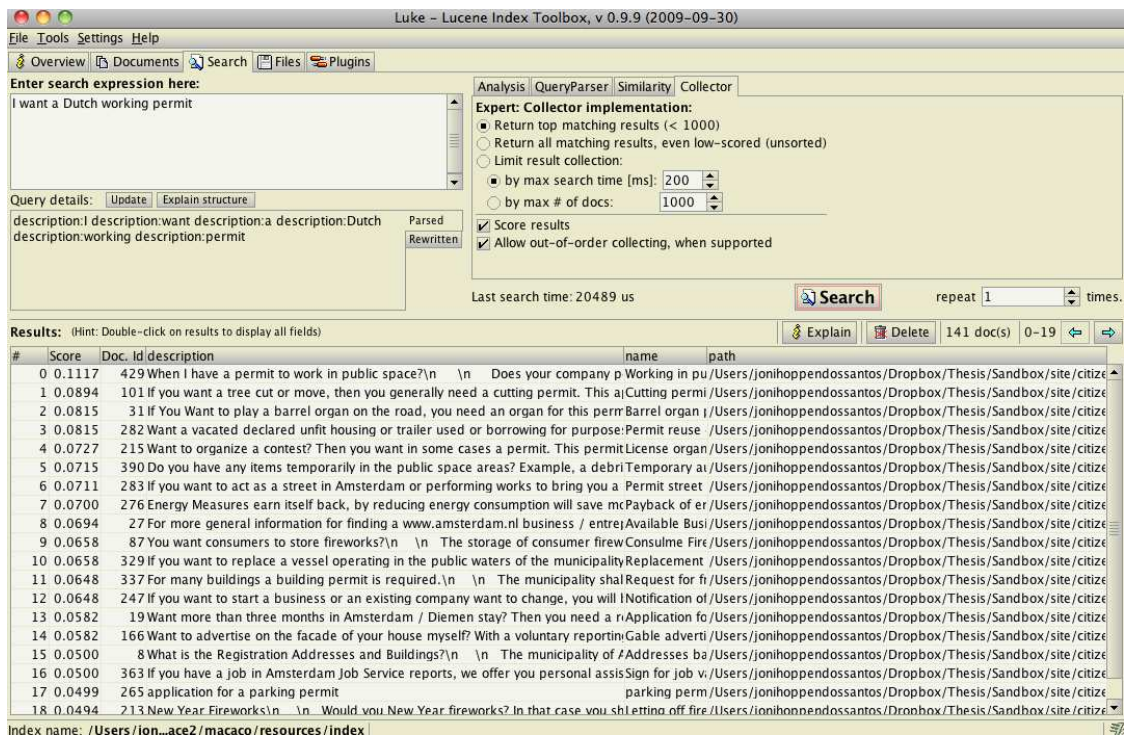 Luke – Lucene Index Toolbox, v 0.9.9 (2009-09-30)
File Tools Settings Help
Overview Documents Search Files Plugins
Enter search expression here:
I want a Dutch working permit
Analysis QueryParser Similarity Collector
Expert: Collector implementation:
Return top matching results (< 1000)
Return all matching results, even low-scored (unsorted)
Limit result collection:
by max search time [ms]: 200
by max # of docs: 1000
Score results
Allow out-of-order collecting, when supported
Query details: Update Explain structure
description:I description:want description:a description:Dutch
description:working description:permit
Parsed
Rewritten
Last search time: 20489 us Search repeat 1 times.
Results: (Hint: Double-click on results to display all fields) Explain Delete 141 doc(s) 0-19
# Score Doc. Id description name path
0 0.1117 429 When I have a permit to work in public space?\n \n Does your company p Working in pu /Users/jonihoppendossantos/Dropbox/Thesis/Sandbox/site/citize
1 0.0894 101 If you want a tree cut or move, then you generally need a cutting permit. This a Cutting permi /Users/jonihoppendossantos/Dropbox/Thesis/Sandbox/site/citize
2 0.0815 31 If You Want to play a barrel organ on the road, you need an organ for this perm Barrel organ /Users/jonihoppendossantos/Dropbox/Thesis/Sandbox/site/citize
3 0.0815 282 Want a vacated declared unfit housing or trailer used or borrowing for purpose Permit reuse /Users/jonihoppendossantos/Dropbox/Thesis/Sandbox/site/citize
4 0.0727 215 Want to organize a contest? Then you want in some cases a permit. This permit License organ /Users/jonihoppendossantos/Dropbox/Thesis/Sandbox/site/citize
5 0.0715 390 Do you have any items temporarily in the public space areas? Example, a debri Temporary a /Users/jonihoppendossantos/Dropbox/Thesis/Sandbox/site/citize
6 0.0711 283 If you want to act as a street in Amsterdam or performing works to bring you a Permit street /Users/jonihoppendossantos/Dropbox/Thesis/Sandbox/site/citize
7 0.0700 276 Energy Measures earn itself back, by reducing energy consumption will save mo Payback of er /Users/jonihoppendossantos/Dropbox/Thesis/Sandbox/site/citize
8 0.0694 27 For more general information for finding a www.amsterdam.nl business / entre Available Busi /Users/jonihoppendossantos/Dropbox/Thesis/Sandbox/site/citize
9 0.0658 87 You want consumers to store fireworks?\n \n The storage of consumer firew Consulme Fire /Users/jonihoppendossantos/Dropbox/Thesis/Sandbox/site/citize
10 0.0658 329 If you want to replace a vessel operating in the public waters of the municipality Replacement /Users/jonihoppendossantos/Dropbox/Thesis/Sandbox/site/citize
11 0.0648 337 For many buildings a building permit is required.\n \n The municipality shal Request for fr /Users/jonihoppendossantos/Dropbox/Thesis/Sandbox/site/citize
12 0.0648 247 If you want to start a business or an existing company want to change, you will Notification of /Users/jonihoppendossantos/Dropbox/Thesis/Sandbox/site/citize
13 0.0582 19 Want more than three months in Amsterdam / Diemen stay? Then you need a r Application fo /Users/jonihoppendossantos/Dropbox/Thesis/Sandbox/site/citize
14 0.0582 166 Want to advertise on the facade of your house myself? With a voluntary reportin Gable adverti /Users/jonihoppendossantos/Dropbox/Thesis/Sandbox/site/citize
15 0.0500 8 What is the Registration Addresses and Buildings?\n \n The municipality of A Addresses ba /Users/jonihoppendossantos/Dropbox/Thesis/Sandbox/site/citize
16 0.0500 363 If you have a job in Amsterdam Job Service reports, we offer you personal assis Sign for job v /Users/jonihoppendossantos/Dropbox/Thesis/Sandbox/site/citize
17 0.0499 265 application for a parking permit parking perm /Users/jonihoppendossantos/Dropbox/Thesis/Sandbox/site/citize
18 0.0494 213 New Year Fireworks\n \n Would you New Year fireworks? In that case you sh Letting off fire /Users/jonihoppendossantos/Dropbox/Thesis/Sandbox/site/citize
Index name: /Users/jon...ace2/macaco/resources/index